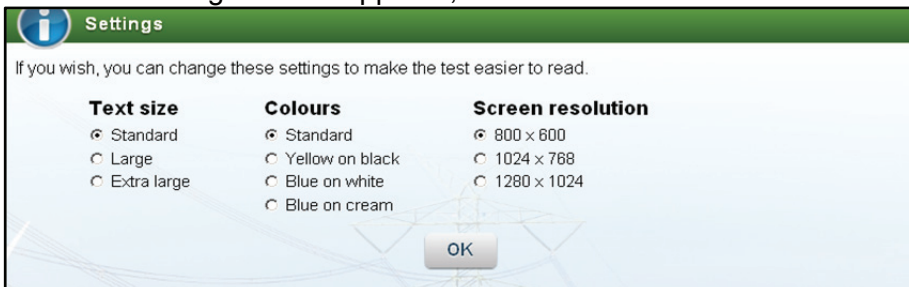 Settings
If you wish, you can change these settings to make the test easier to read.
Text size Colours Screen resolution
Standard Standard 800 × 600
Large Yellow on black 1024 × 768
Extra large Blue on white 1280 × 1024
Blue on cream
OK